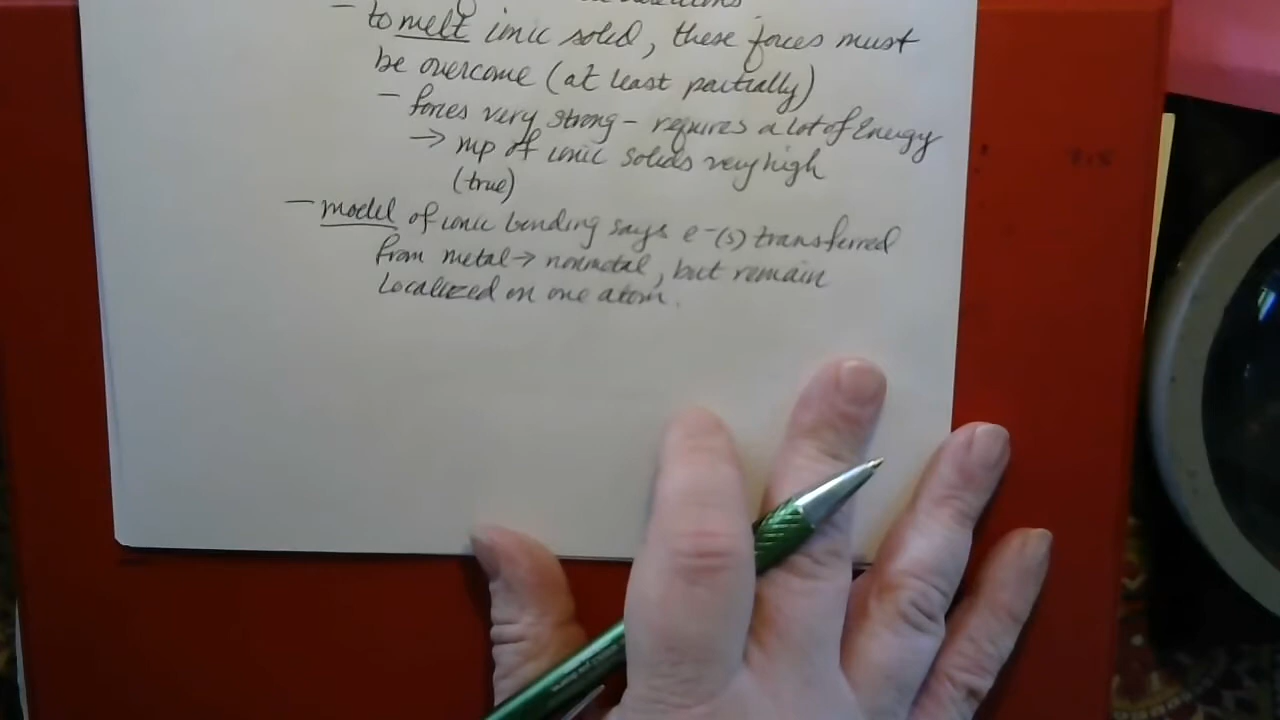 - to melt ionic solid, these forces must
be overcome (at least partially)
- forces very strong - requires a lot of Energy
→ mp of ionic solids very high
(true)
- model of ionic bonding says e⁻(s) transferred
from metal → nonmetal, but remain
localized on one atom.